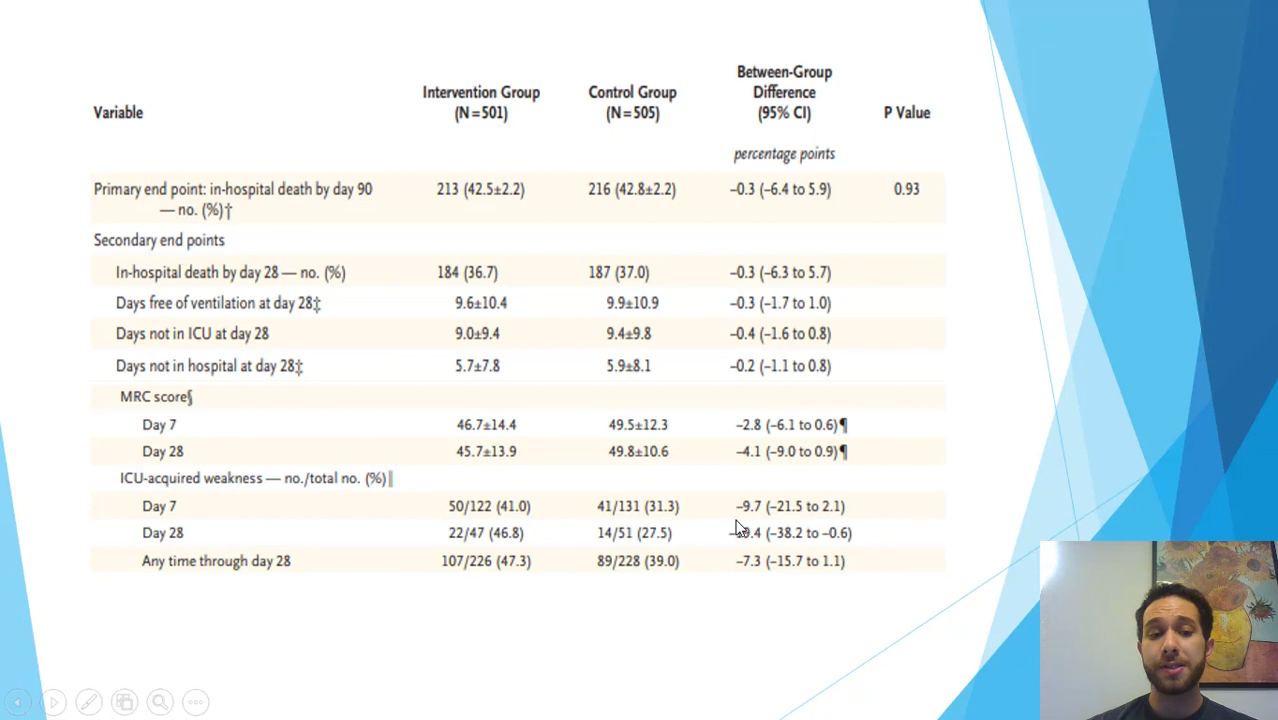 Variable Intervention Group (N=501) Control Group (N=505) Between-Group Difference (95% CI) P Value
percentage points
Primary end point: in-hospital death by day 90 — no. (%)† 213 (42.5±2.2) 216 (42.8±2.2) –0.3 (–6.4 to 5.9) 0.93
Secondary end points
In-hospital death by day 28 — no. (%) 184 (36.7) 187 (37.0) –0.3 (–6.3 to 5.7)
Days free of ventilation at day 28‡ 9.6±10.4 9.9±10.9 –0.3 (–1.7 to 1.0)
Days not in ICU at day 28 9.0±9.4 9.4±9.8 –0.4 (–1.6 to 0.8)
Days not in hospital at day 28‡ 5.7±7.8 5.9±8.1 –0.2 (–1.1 to 0.8)
MRC score§
Day 7 46.7±14.4 49.5±12.3 –2.8 (–6.1 to 0.6)¶
Day 28 45.7±13.9 49.8±10.6 –4.1 (–9.0 to 0.9)¶
ICU-acquired weakness — no./total no. (%)‖
Day 7 50/122 (41.0) 41/131 (31.3) –9.7 (–21.5 to 2.1)
Day 28 22/47 (46.8) 14/51 (27.5) (–38.2 to –0.6)
Any time through day 28 107/226 (47.3) 89/228 (39.0) –7.3 (–15.7 to 1.1)